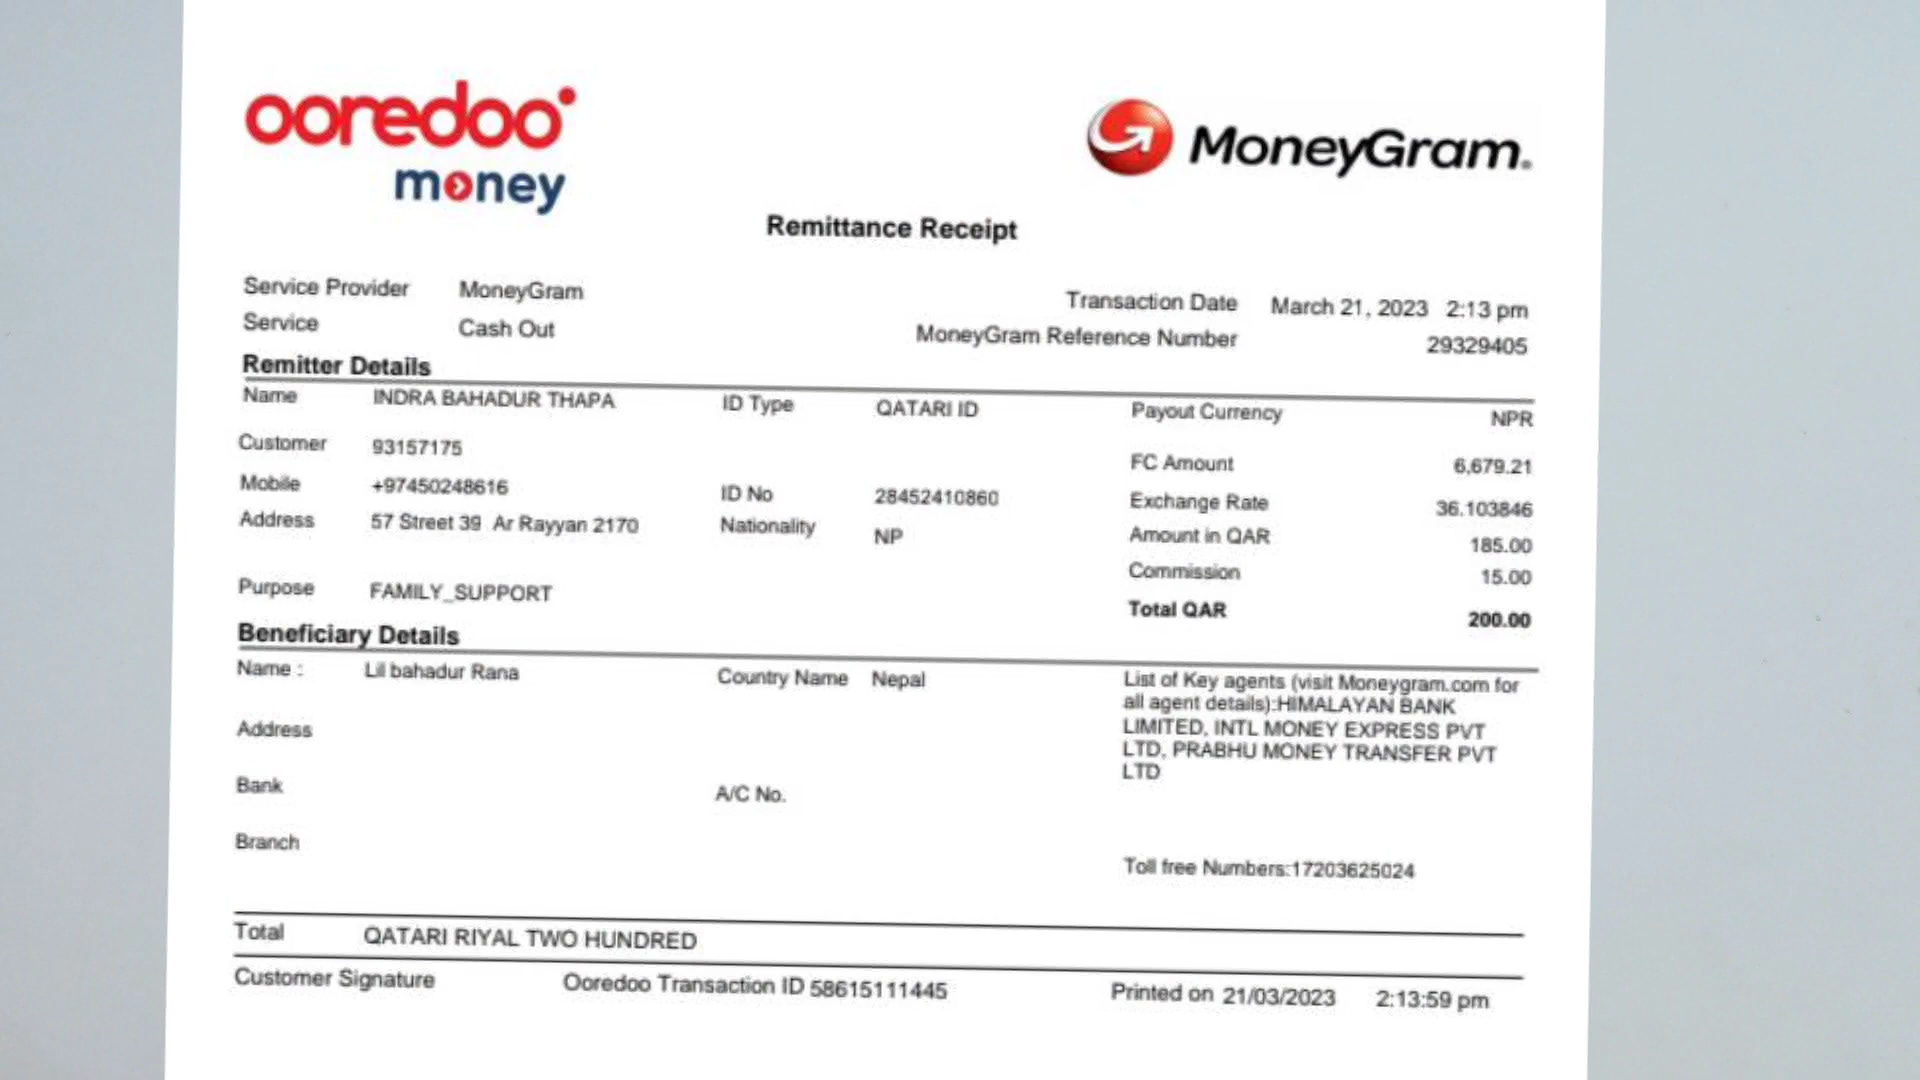 ooredoo
money
MoneyGram.
Remittance Receipt
Service Provider MoneyGram Transaction Date March 21, 2023 2:13 pm
Service Cash Out MoneyGram Reference Number 29329405
Remitter Details
Name INDRA BAHADUR THAPA ID Type QATARI ID Payout Currency NPR
Customer 93157175 FC Amount 6,679.21
Mobile +97450248616 ID No 28452410860 Exchange Rate 36.103846
Address 57 Street 39 Ar Rayyan 2170 Nationality NP Amount in QAR 185.00
Commission 15.00
Purpose FAMILY_SUPPORT Total QAR 200.00
Beneficiary Details
Name : Lil bahadur Rana Country Name Nepal List of Key agents (visit Moneygram.com for
all agent details):HIMALAYAN BANK
Address LIMITED, INTL MONEY EXPRESS PVT
LTD, PRABHU MONEY TRANSFER PVT
LTD
Bank A/C No.
Branch
Toll free Numbers:17203625024
Total QATARI RIYAL TWO HUNDRED
Customer Signature Ooredoo Transaction ID 58615111445 Printed on 21/03/2023 2:13:59 pm